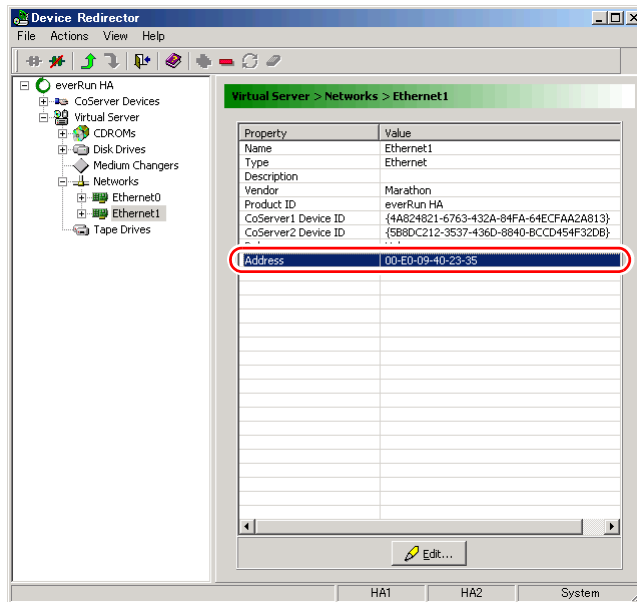 Device Redirector
File Actions View Help
everRun HA
CoServer Devices
Virtual Server
CDROMs
Disk Drives
Medium Changers
Networks
Ethernet0
Ethernet1
Tape Drives
Virtual Server > Networks > Ethernet1
Property Value
Name Ethernet1
Type Ethernet
Description
Vendor Marathon
Product ID everRun HA
CoServer1 Device ID {4A824821-6763-432A-84FA-64ECFAA2A813}
CoServer2 Device ID {5B8DC212-3537-436D-8840-BCCD454F32DB}
Address 00-E0-09-40-23-35
Edit...
HA1 HA2 System